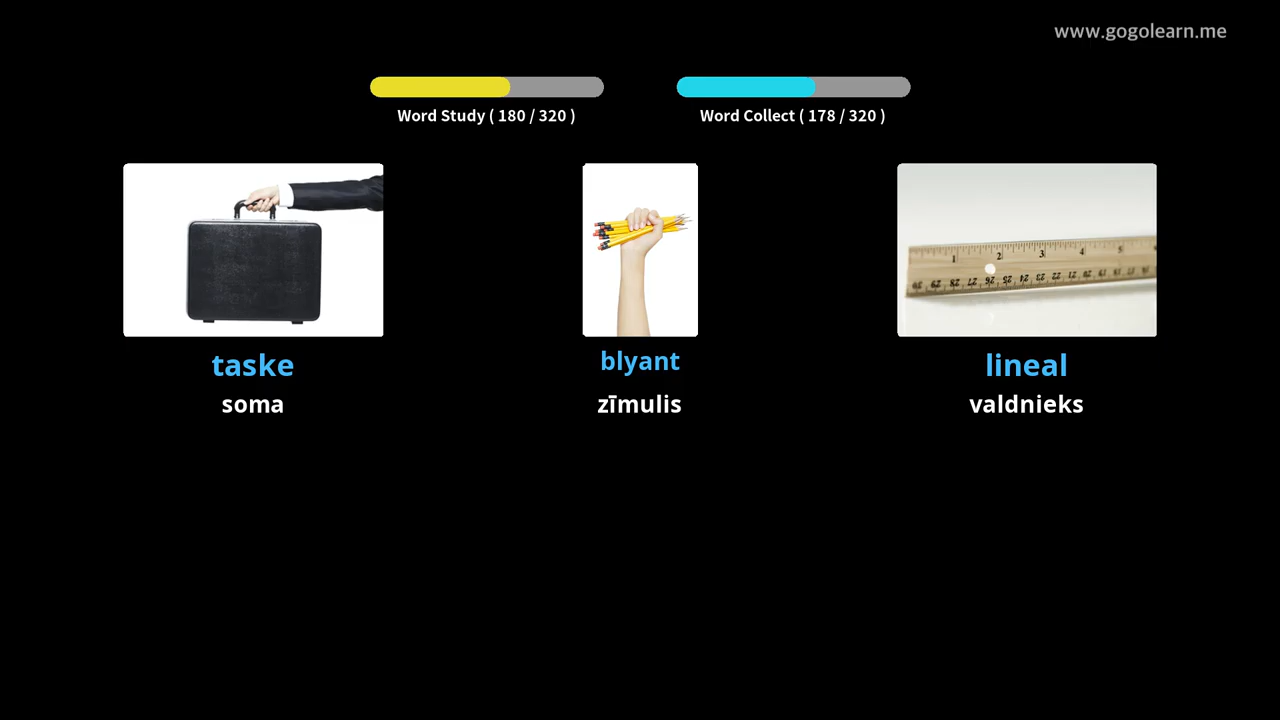 www.gogolearn.me
Word Study ( 180 / 320 )
Word Collect ( 178 / 320 )
taske
blyant
lineal
soma
zīmulis
valdnieks